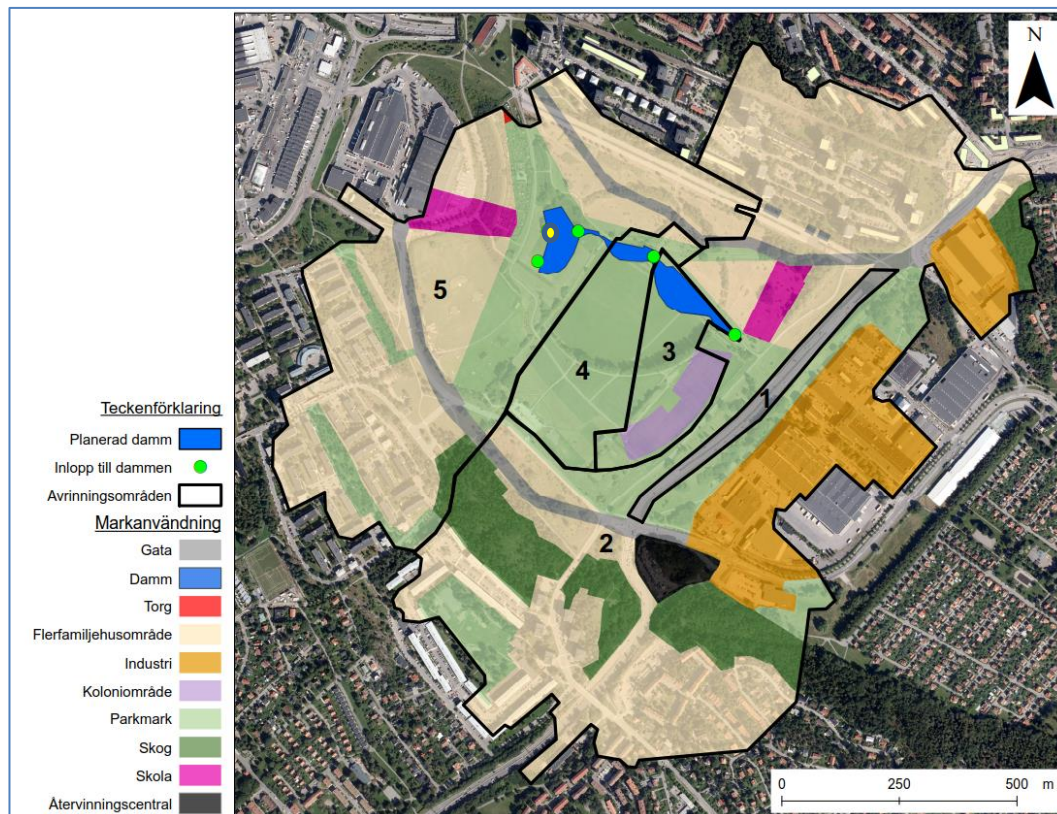 N
5
4
3
1
2
Teckenförklaring
Planerad damm
Inlopp till dammen
Avrinningsområden
Markanvändning
Gata
Damm
Torg
Flerfamiljehusområde
Industri
Koloniområde
Parkmark
Skog
Skola
Återvinningscentral
0 250 500 m